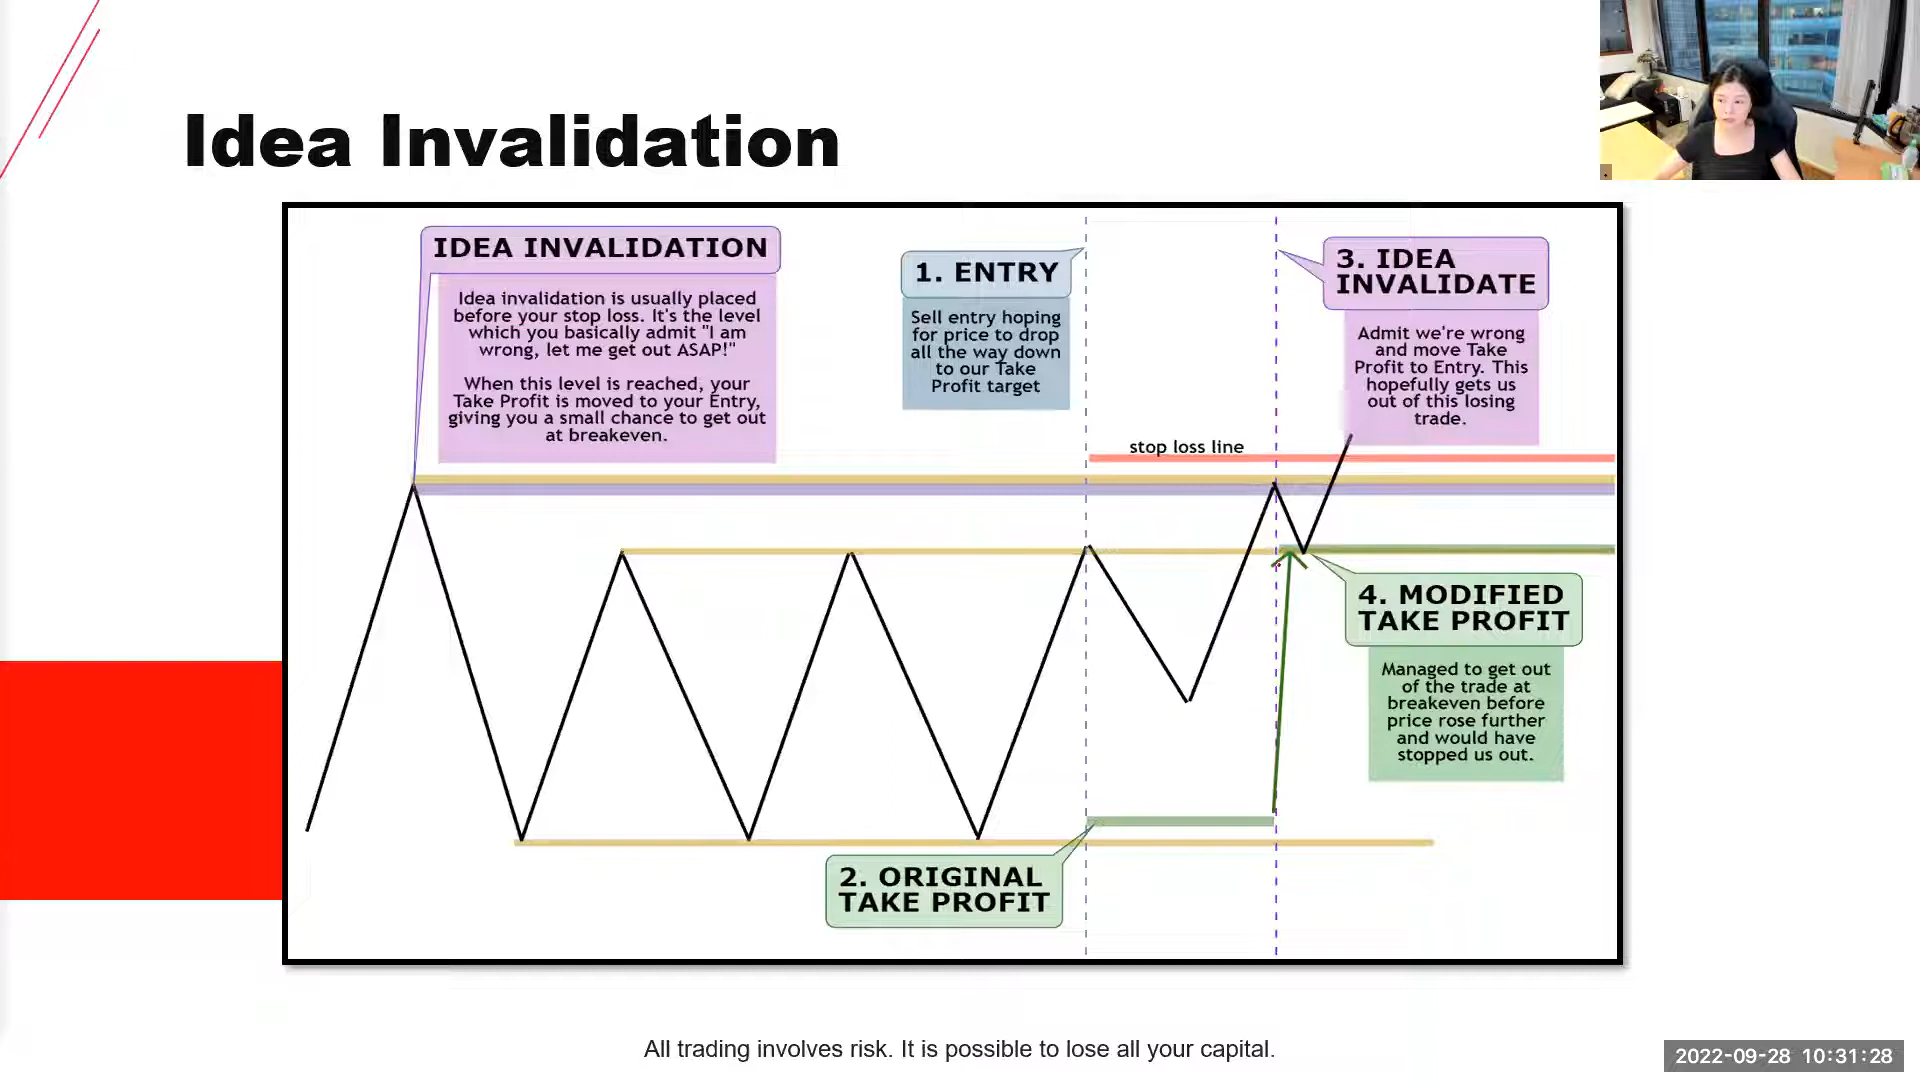 Idea Invalidation
IDEA INVALIDATION
Idea invalidation is usually placed
before your stop loss. It's the level
which you basically admit "I am
wrong, let me get out ASAP!"
When this level is reached, your
Take Profit is moved to your Entry,
giving you a small chance to get out
at breakeven.
1. ENTRY
Sell entry hoping
for price to drop
all the way down
to our Take
Profit target
3. IDEA
INVALIDATE
Admit we're wrong
and move Take
Profit to Entry. This
hopefully gets us
out of this losing
trade.
stop loss line
4. MODIFIED
TAKE PROFIT
Managed to get out
of the trade at
breakeven before
price rose further
and would have
stopped us out.
2. ORIGINAL
TAKE PROFIT
All trading involves risk. It is possible to lose all your capital.
2022-09-28 10:31:28